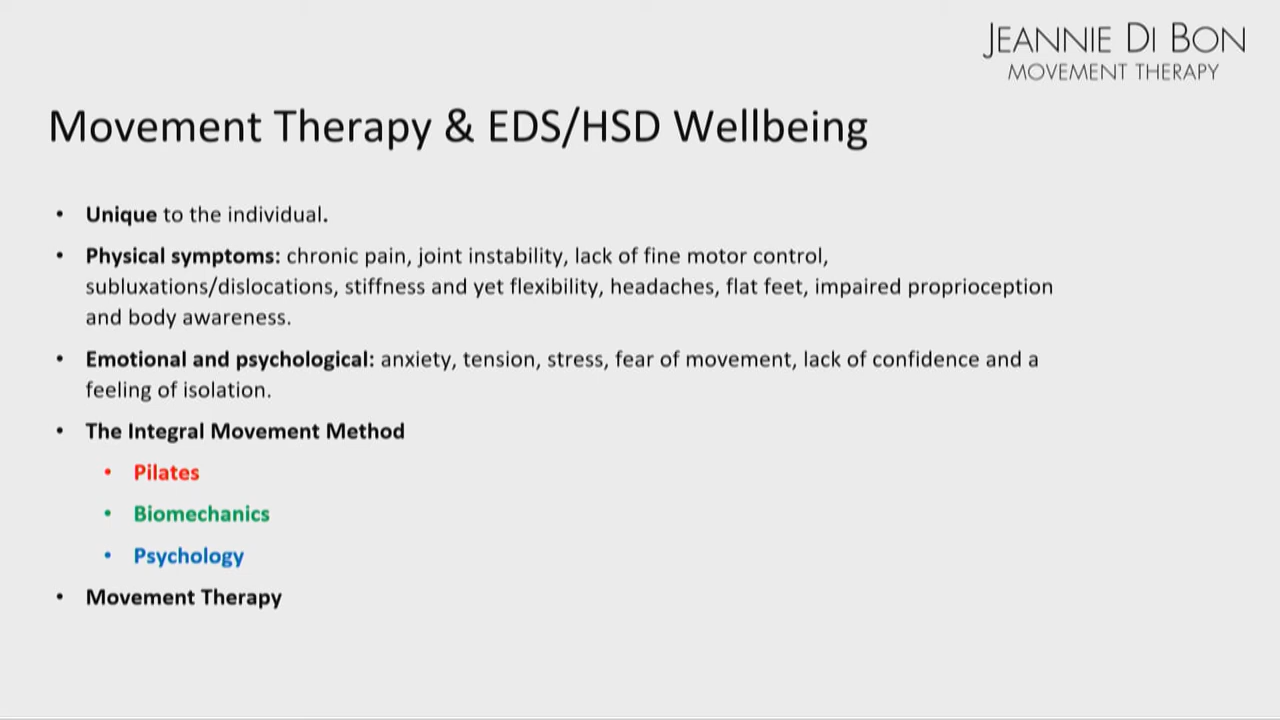 JEANNIE DI BON
MOVEMENT THERAPY
Movement Therapy & EDS/HSD Wellbeing
• Unique to the individual.
• Physical symptoms: chronic pain, joint instability, lack of fine motor control,
subluxations/dislocations, stiffness and yet flexibility, headaches, flat feet, impaired proprioception
and body awareness.
• Emotional and psychological: anxiety, tension, stress, fear of movement, lack of confidence and a
feeling of isolation.
• The Integral Movement Method
• Pilates
• Biomechanics
• Psychology
• Movement Therapy